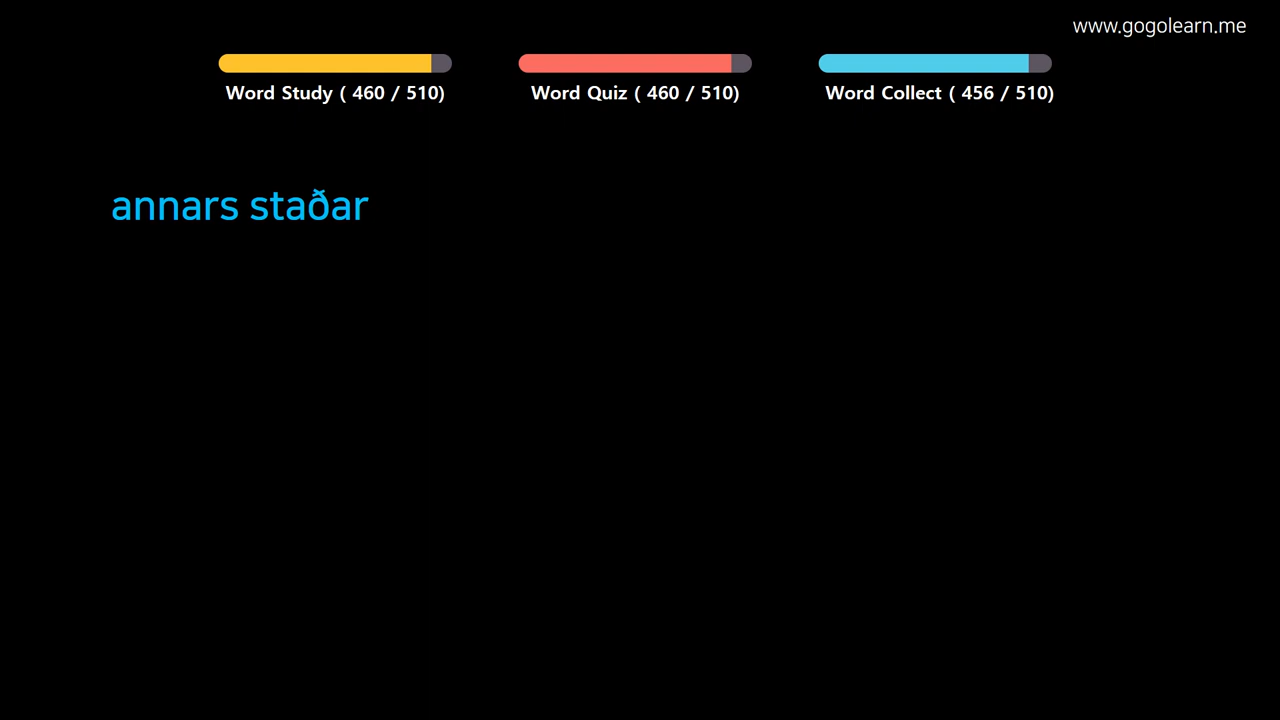 www.gogolearn.me
Word Study ( 460 / 510)
Word Quiz ( 460 / 510)
Word Collect ( 456 / 510)
annars staðar